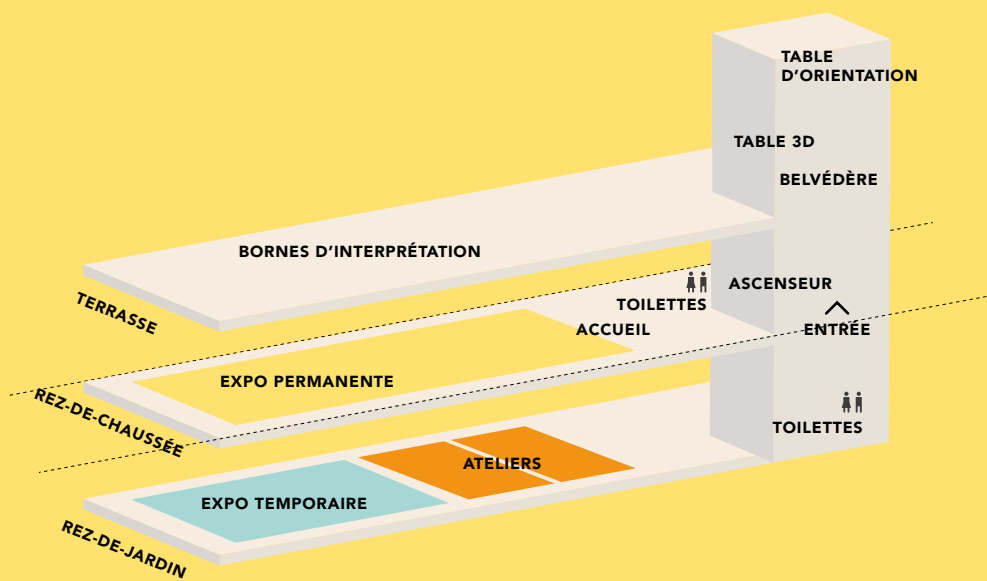 TABLE
D'ORIENTATION
TABLE 3D
BELVÉDÈRE
BORNES D'INTERPRÉTATION
TERRASSE
ASCENSEUR
TOILETTES
ENTRÉE
ACCUEIL
EXPO PERMANENTE
REZ-DE-CHAUSSÉE
TOILETTES
ATELIERS
EXPO TEMPORAIRE
REZ-DE-JARDIN